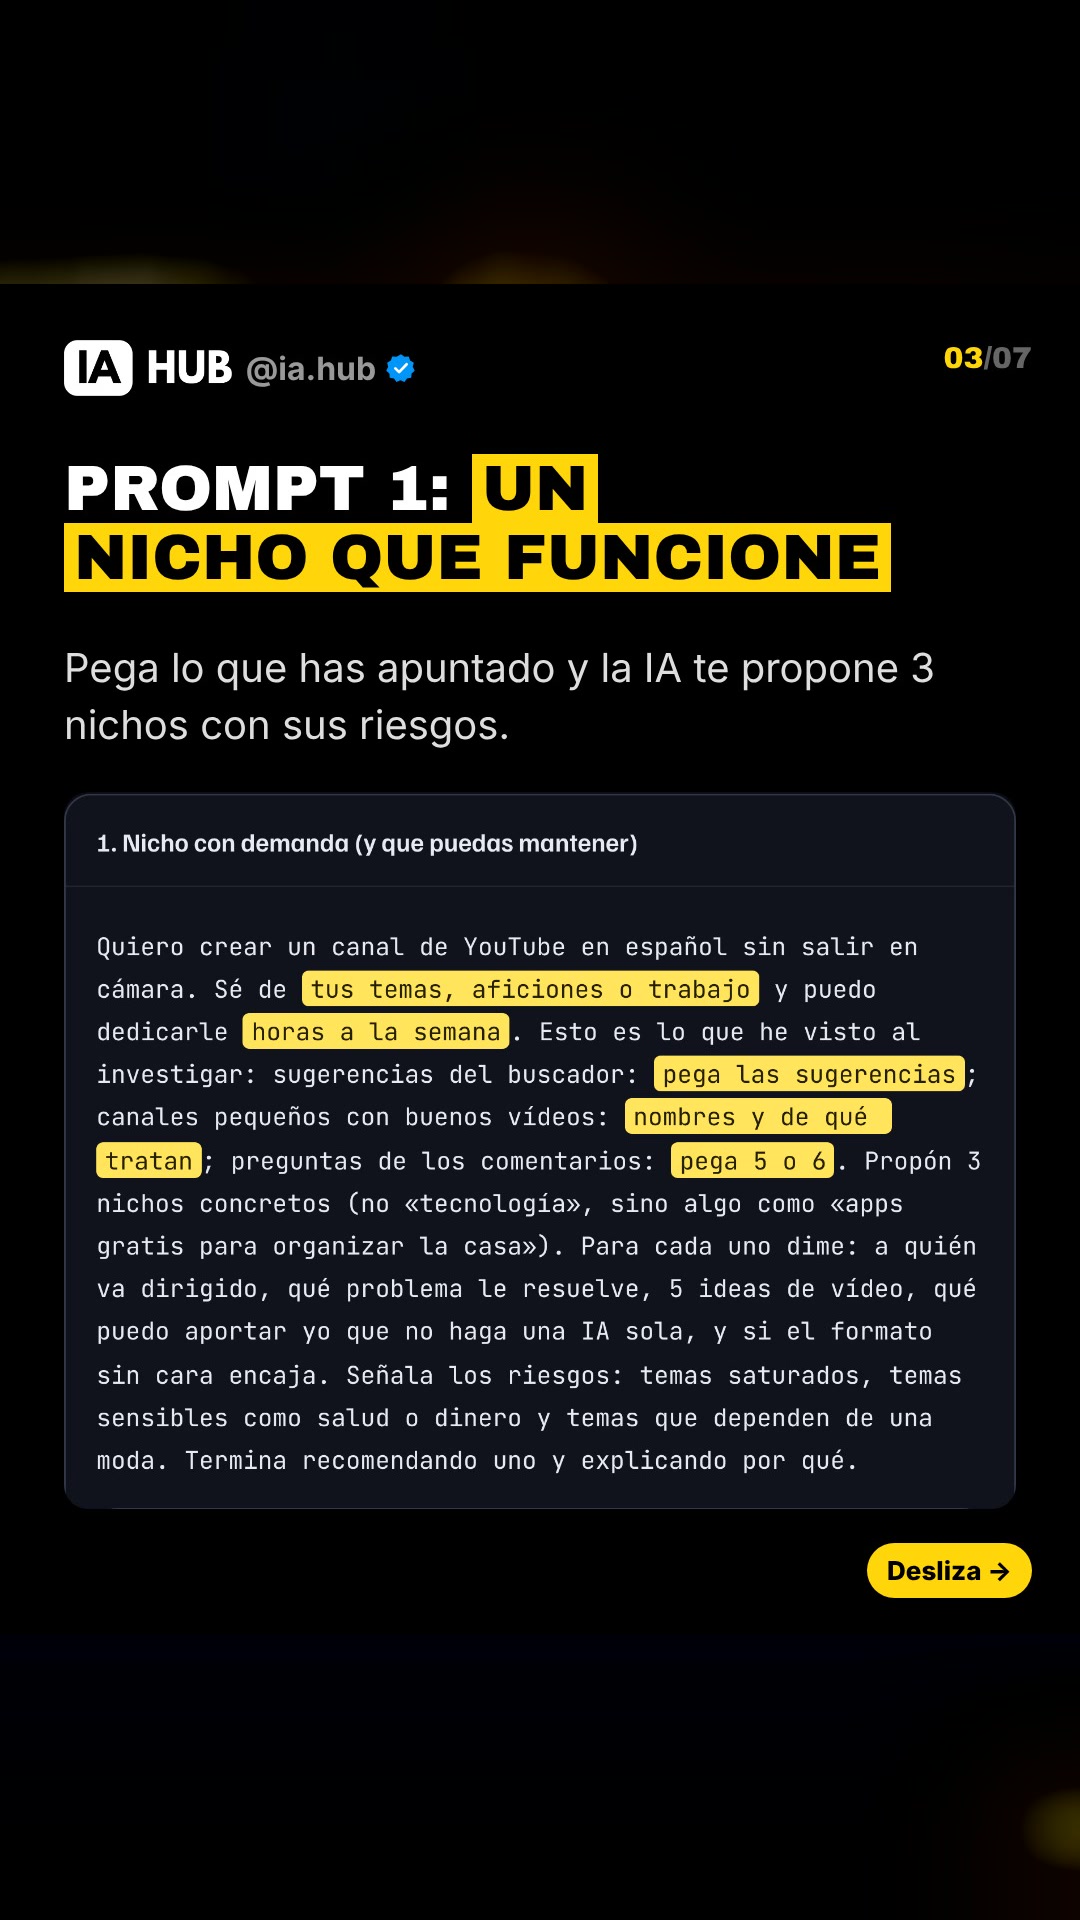 IA HUB @ia.hub
03/07
PROMPT 1: UN
NICHO QUE FUNCIONE
Pega lo que has apuntado y la IA te propone 3
nichos con sus riesgos.
1. Nicho con demanda (y que puedas mantener)
Quiero crear un canal de YouTube en español sin salir en
cámara. Sé de tus temas, aficiones o trabajo y puedo
dedicarle horas a la semana. Esto es lo que he visto al
investigar: sugerencias del buscador: pega las sugerencias;
canales pequeños con buenos vídeos: nombres y de qué
tratan; preguntas de los comentarios: pega 5 o 6. Propón 3
nichos concretos (no «tecnología», sino algo como «apps
gratis para organizar la casa»). Para cada uno dime: a quién
va dirigido, qué problema le resuelve, 5 ideas de vídeo, qué
puedo aportar yo que no haga una IA sola, y si el formato
sin cara encaja. Señala los riesgos: temas saturados, temas
sensibles como salud o dinero y temas que dependen de una
moda. Termina recomendando uno y explicando por qué.
Desliza →